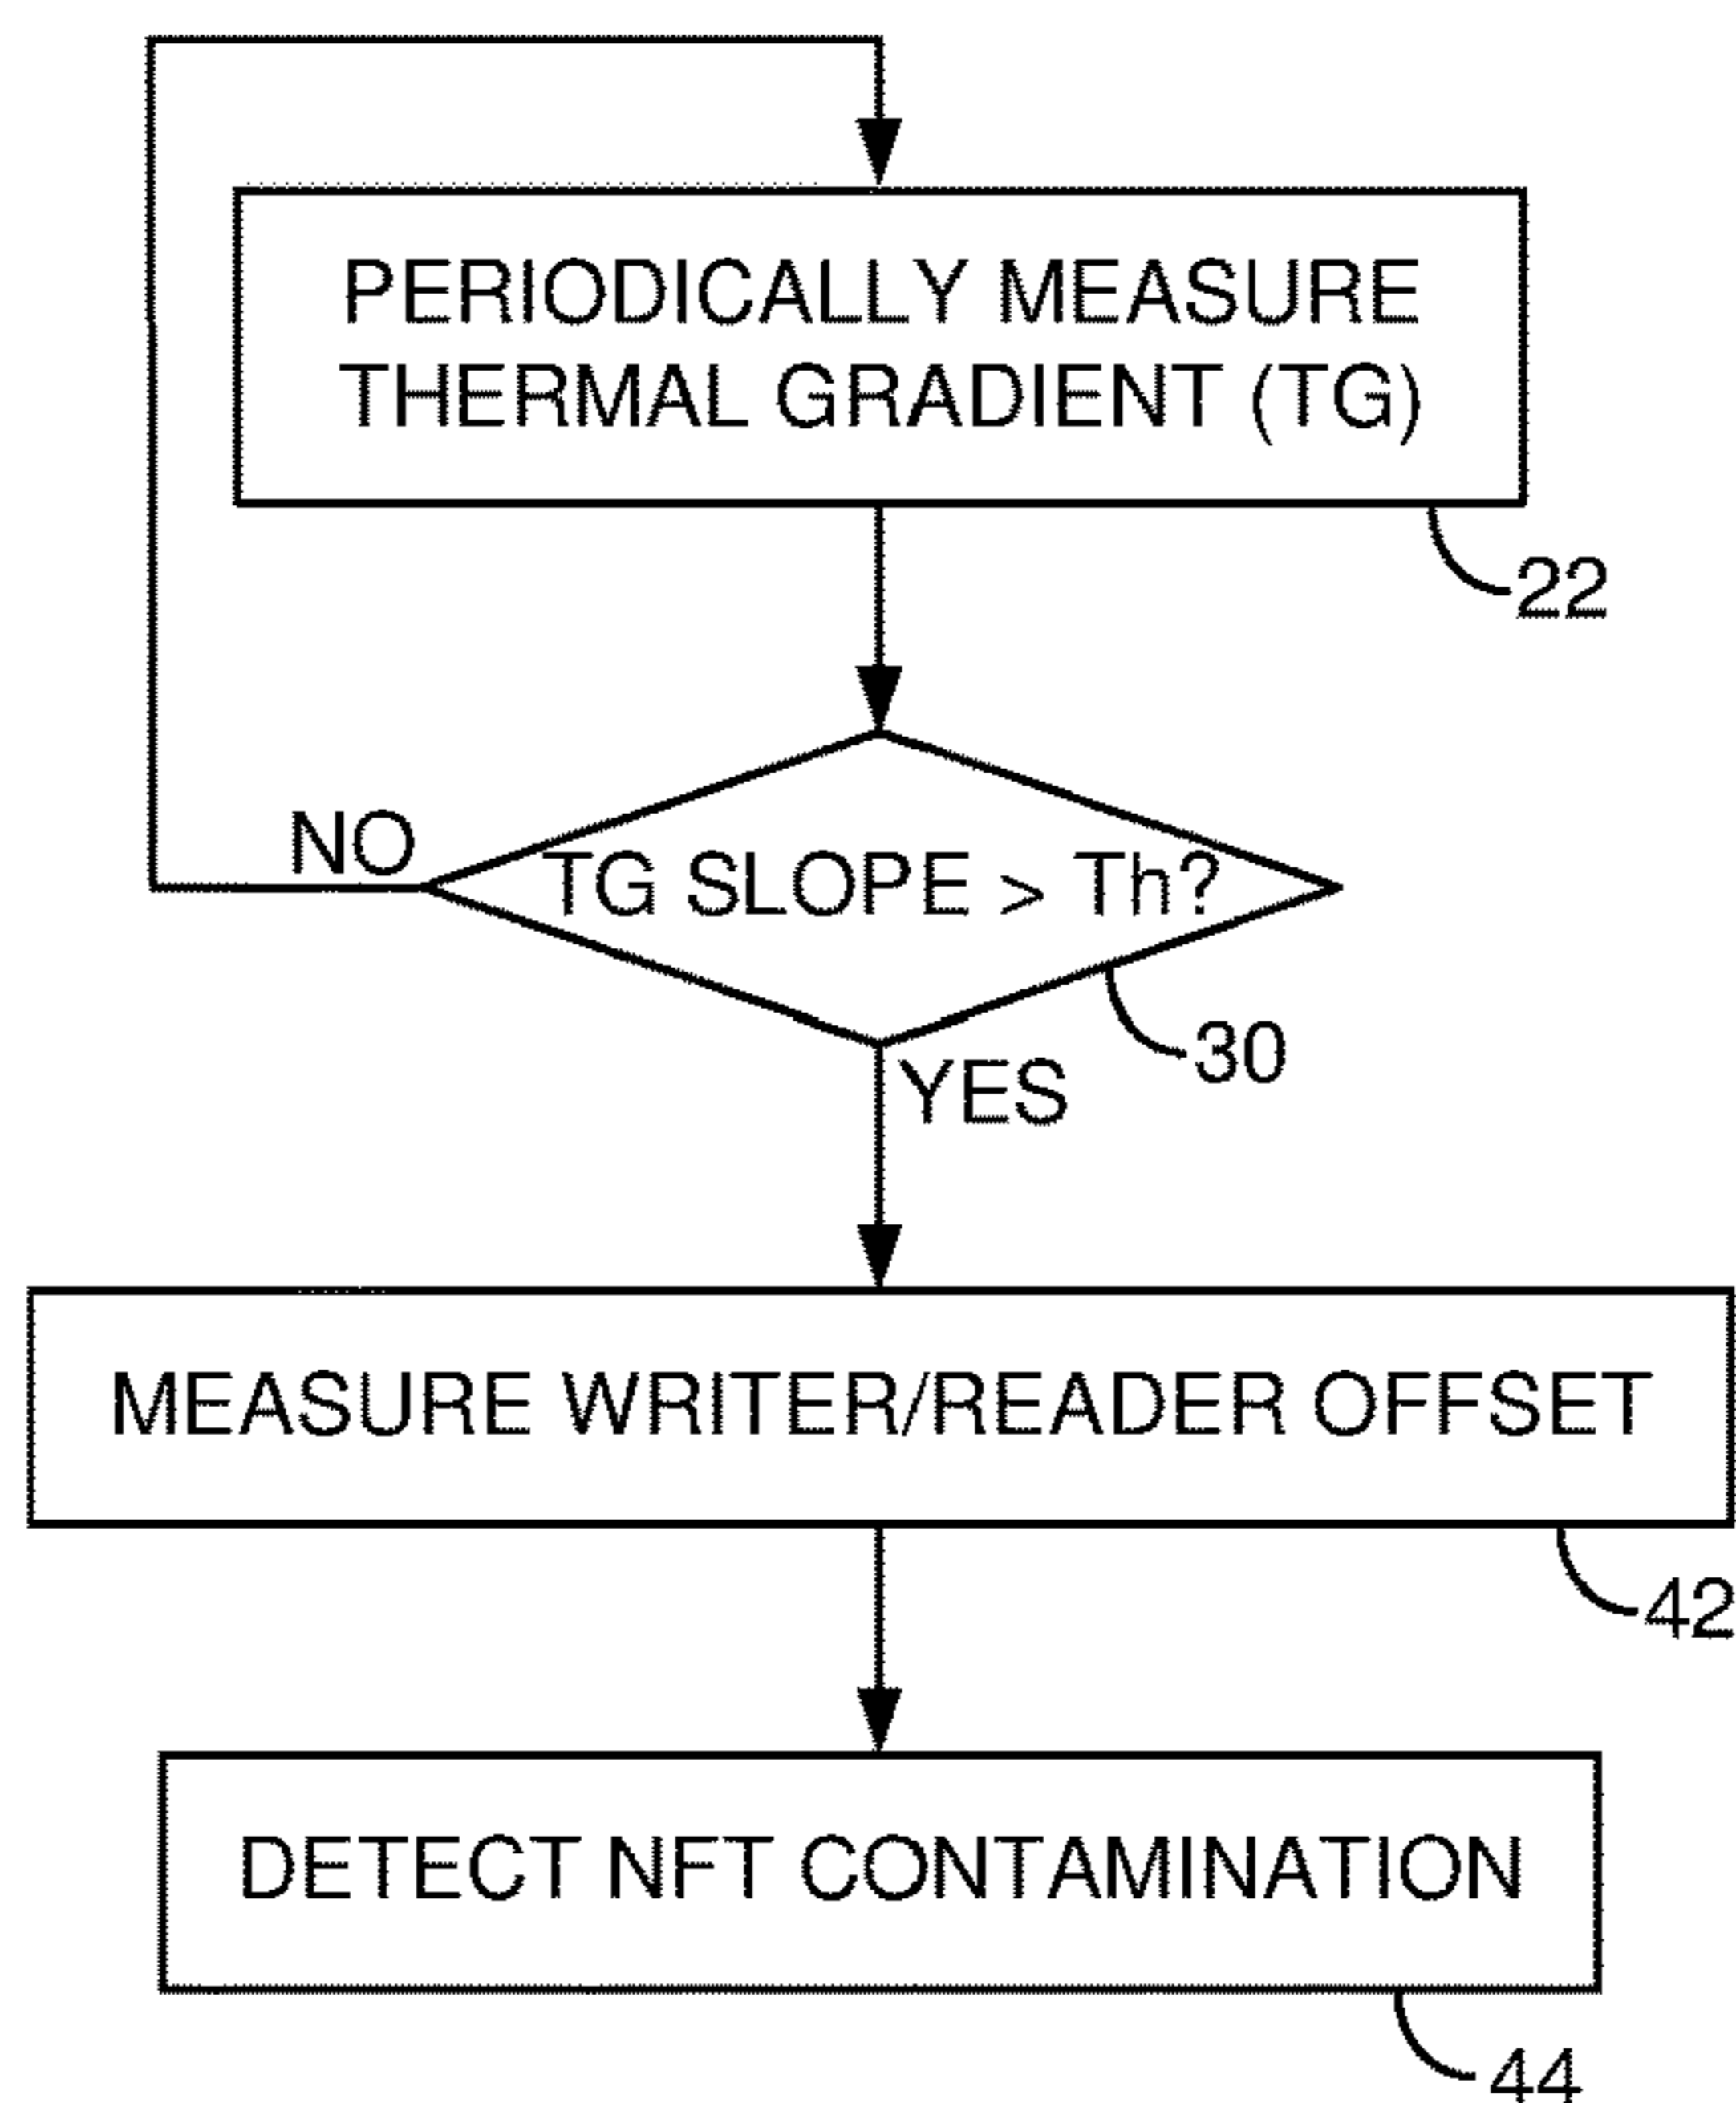 PERIODICALLY MEASURE
THERMAL GRADIENT (TG)
22
NO
TG SLOPE > Th?
30
YES
MEASURE WRITER/READER OFFSET
42
DETECT NFT CONTAMINATION
44